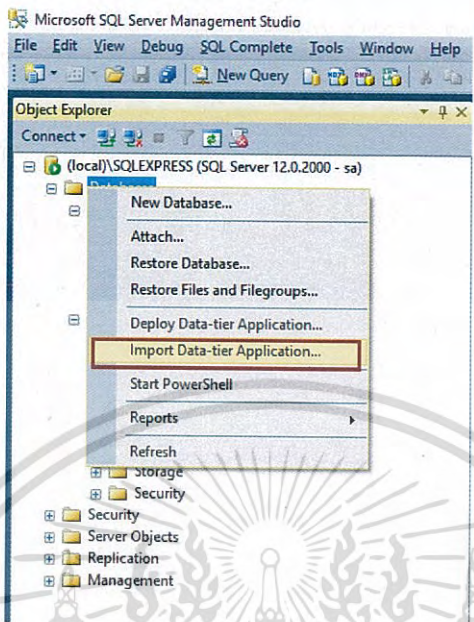 Microsoft SQL Server Management Studio
File Edit View Debug SQL Complete Tools Window Help
New Query
Object Explorer
Connect
(local)\SQLEXPRESS (SQL Server 12.0.2000 - sa)
New Database...
Attach...
Restore Database...
Restore Files and Filegroups...
Deploy Data-tier Application...
Import Data-tier Application...
Start PowerShell
Reports
Refresh
Storage
Security
Security
Server Objects
Replication
Management